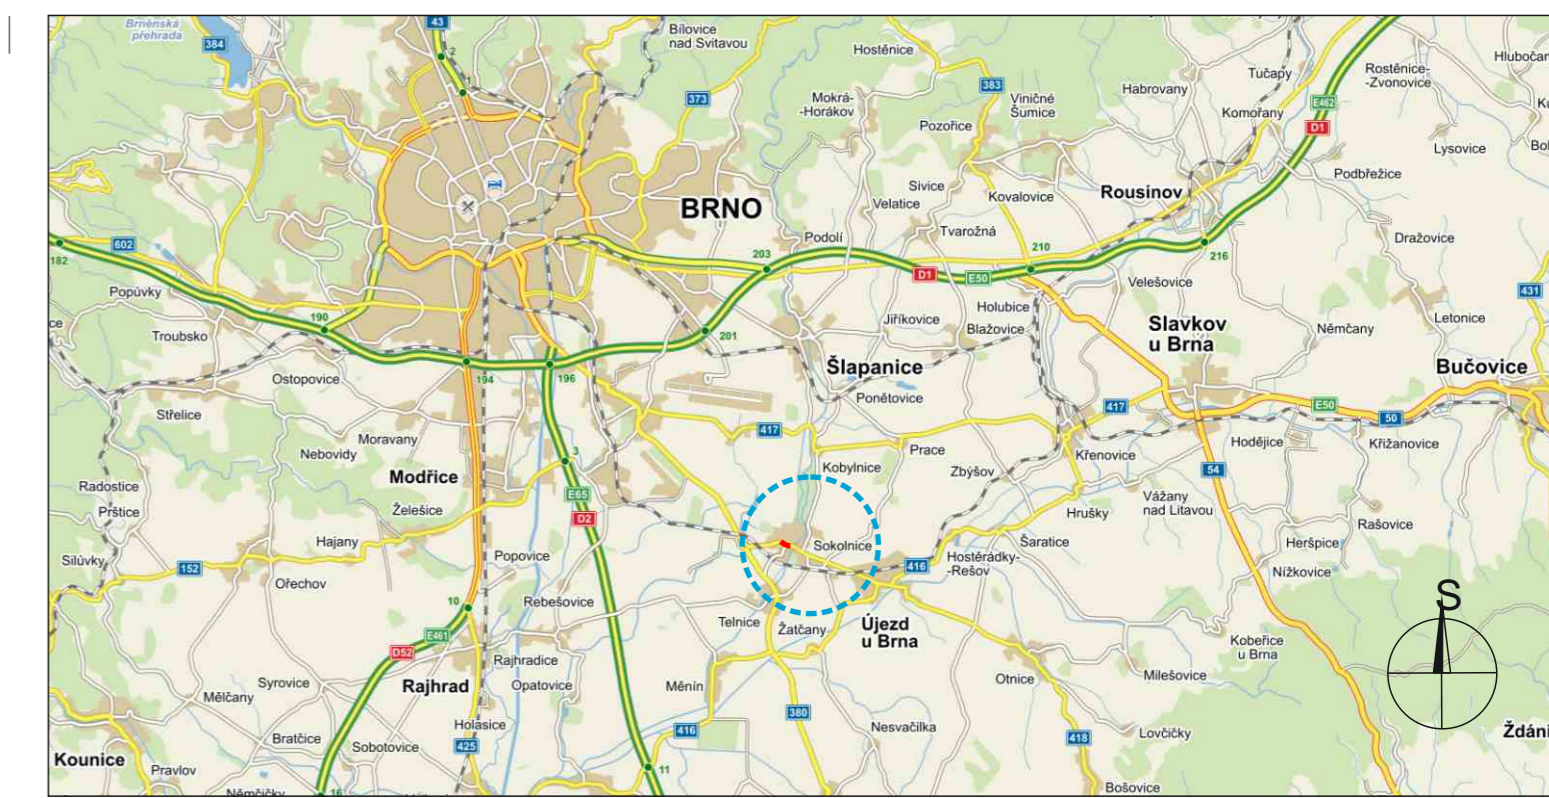 Brněnská
přehrada
43
Bílovice
nad Svitavou
Hostěnice
Tučapy
Rostěnice-
-Zvonovice
384
2
1
373
383
Mokrá-
-Horákov
Viničné
Šumice
Habrovany
Komořany
E462
D1
Pozořice
Lysovice
Podbřežice
Sivice
Velatice
Kovalovice
Rousínov
BRNO
Tvarožná
Podolí
602
182
203
210
216
Dražovice
D1
E50
Popůvky
Velešovice
Holubice
431
190
Troubsko
201
Jiříkovice
Blažovice
Slavkov
u Brna
Němčany
Letonice
Šlapanice
Bučovice
Ostopovice
194
196
Ponětovice
Střelice
417
417
E50
50
Moravany
Nebovidy
3
Prace
Hodějice
Křižanovice
Kobylnice
Zbýšov
Křenovice
54
Modřice
Radostice
E65
Prštice
Želešice
D2
Vážany
nad Litavou
Hrušky
Rašovice
Hajany
Sokolnice
Šaratice
Heršpice
Silůvky
152
Popovice
416
Hostěrádky-
-Rešov
Nížkovice
Ořechov
S
10
Rebešovice
Telnice
Žatčany
Újezd
u Brna
E461
D52
Kobeřice
u Brna
Rajhradice
Syrovice
Rajhrad
Opatovice
Měnín
Otnice
Milešovice
Mělčany
380
Holasice
416
Nesvačilka
Bratčice
Sobotovice
425
418
Lovčičky
Kounice
Pravlov
11
Bošovice
Němčičky
16